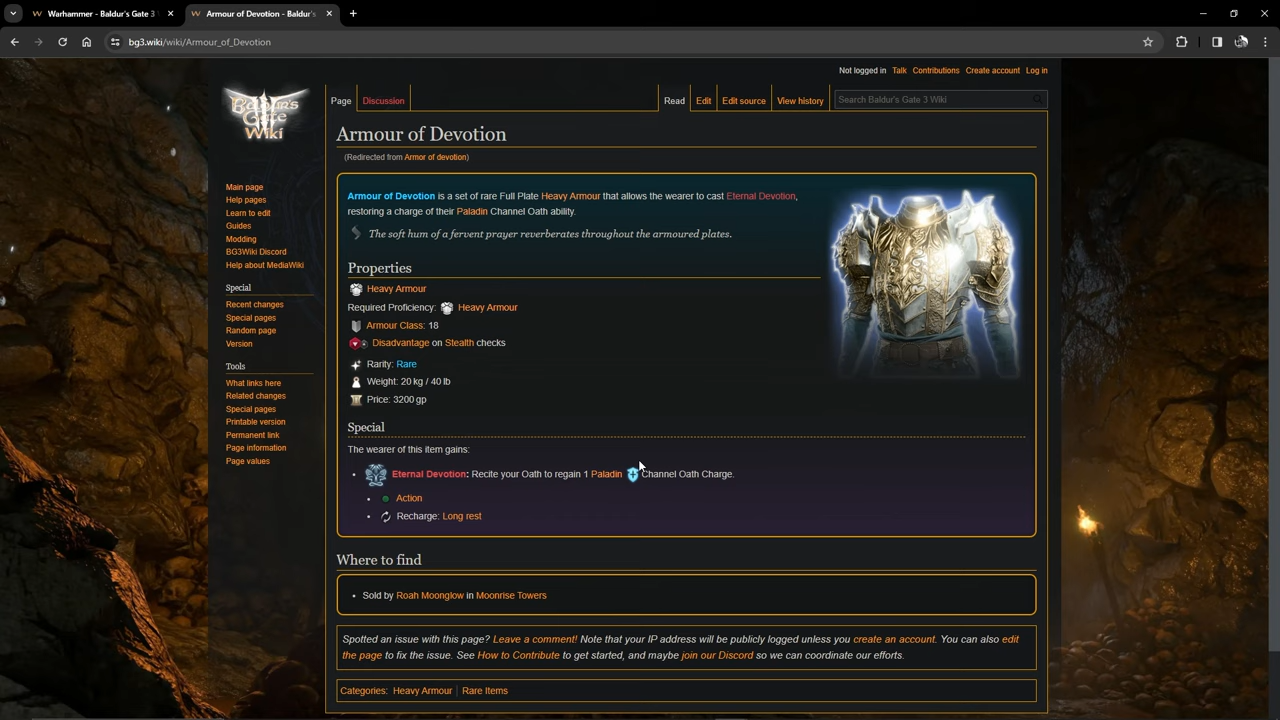 Warhammer - Baldur's Gate 3
Armour of Devotion - Baldur's
bg3.wiki/wiki/Armour_of_Devotion
Not logged in Talk Contributions Create account Log in
Baldur's Gate Wiki
Page Discussion Read Edit Edit source View history Search Baldur's Gate 3 Wiki
Armour of Devotion
(Redirected from Armor of devotion)
Main page
Help pages
Learn to edit
Guides
Modding
BG3Wiki Discord
Help about MediaWiki
Special
Recent changes
Special pages
Random page
Version
Tools
What links here
Related changes
Special pages
Printable version
Permanent link
Page information
Page values
Armour of Devotion is a set of rare Full Plate Heavy Armour that allows the wearer to cast Eternal Devotion,
restoring a charge of their Paladin Channel Oath ability.
The soft hum of a fervent prayer reverberates throughout the armoured plates.
Properties
Heavy Armour
Required Proficiency: Heavy Armour
Armour Class: 18
Disadvantage on Stealth checks
Rarity: Rare
Weight: 20 kg / 40 lb
Price: 3200 gp
Special
The wearer of this item gains:
• Eternal Devotion: Recite your Oath to regain 1 Paladin Channel Oath Charge.
• Action
• Recharge: Long rest
Where to find
• Sold by Roah Moonglow in Moonrise Towers
Spotted an issue with this page? Leave a comment! Note that your IP address will be publicly logged unless you create an account. You can also edit
the page to fix the issue. See How to Contribute to get started, and maybe join our Discord so we can coordinate our efforts.
Categories: Heavy Armour | Rare Items